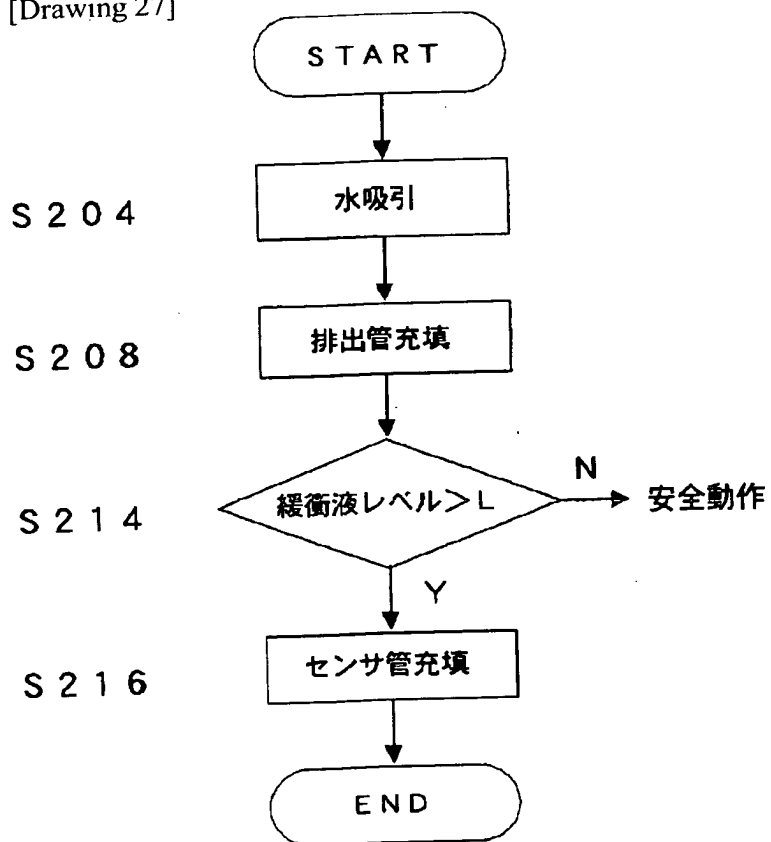 [Drawing 27]
START
S204
水吸引
S208
排出管充填
S214
緩衝液レベル>L
N
安全動作
Y
S216
センサ管充填
END